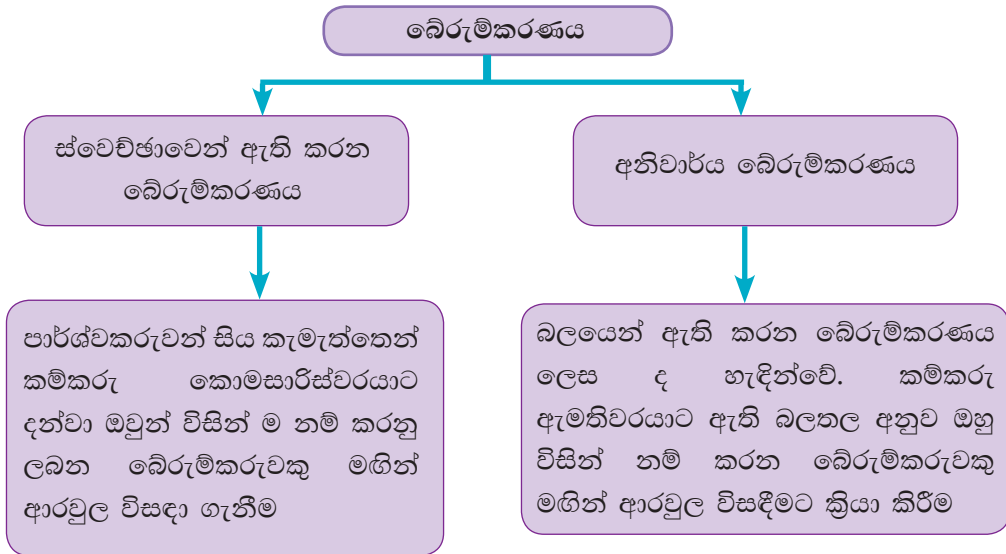 බේරුම්කරණය
ස්වෙච්ඡාවෙන් ඇති කරන
බේරුම්කරණය
අනිවාර්ය බේරුම්කරණය
පාර්ශ්වකරුවන් සිය කැමැත්තෙන්
කම්කරු කොමසාරිස්වරයාට
දන්වා ඔවුන් විසින් ම නම් කරනු
ලබන බේරුම්කරුවකු මඟින්
ආරවුල විසඳා ගැනීම
බලයෙන් ඇති කරන බේරුම්කරණය
ලෙස ද හැඳින්වේ. කම්කරු
ඇමතිවරයාට ඇති බලතල අනුව ඔහු
විසින් නම් කරන බේරුම්කරුවකු
මඟින් ආරවුල විසඳීමට ක්‍රියා කිරීම